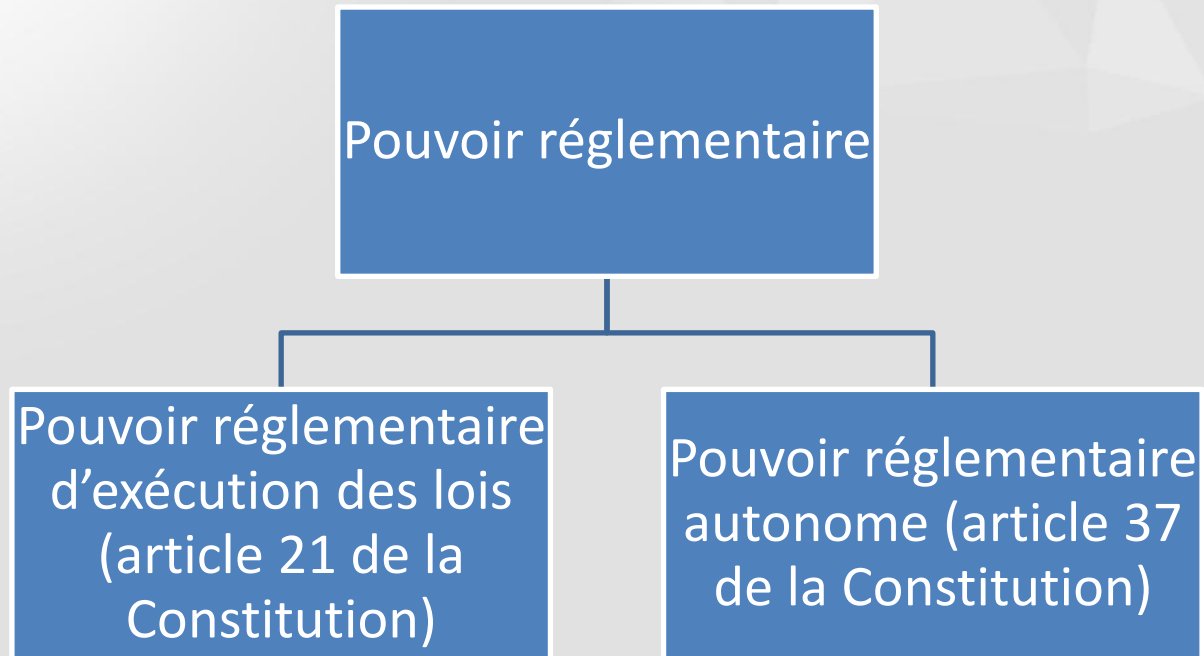 Pouvoir réglementaire
Pouvoir réglementaire
d’exécution des lois
(article 21 de la
Constitution)
Pouvoir réglementaire
autonome (article 37
de la Constitution)